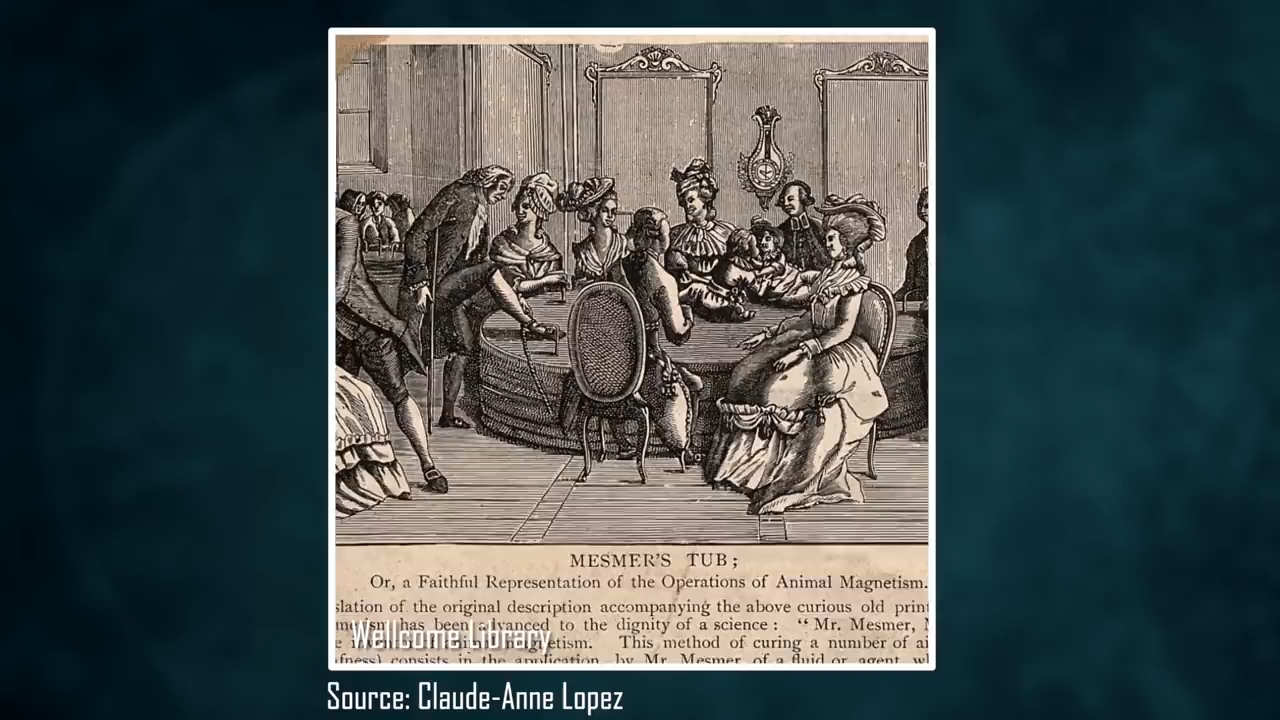 MESMER'S TUB;
Or, a Faithful Representation of the Operations of Animal Magnetism.
slation of the original description accompanying the above curious old print
has been advanced to the dignity of a science: "Mr. Mesmer,
Wellcome Library
This method of curing a number of ai
consists in the application, by Mr. Mesmer, of a fluid or agent
Source: Claude-Anne Lopez